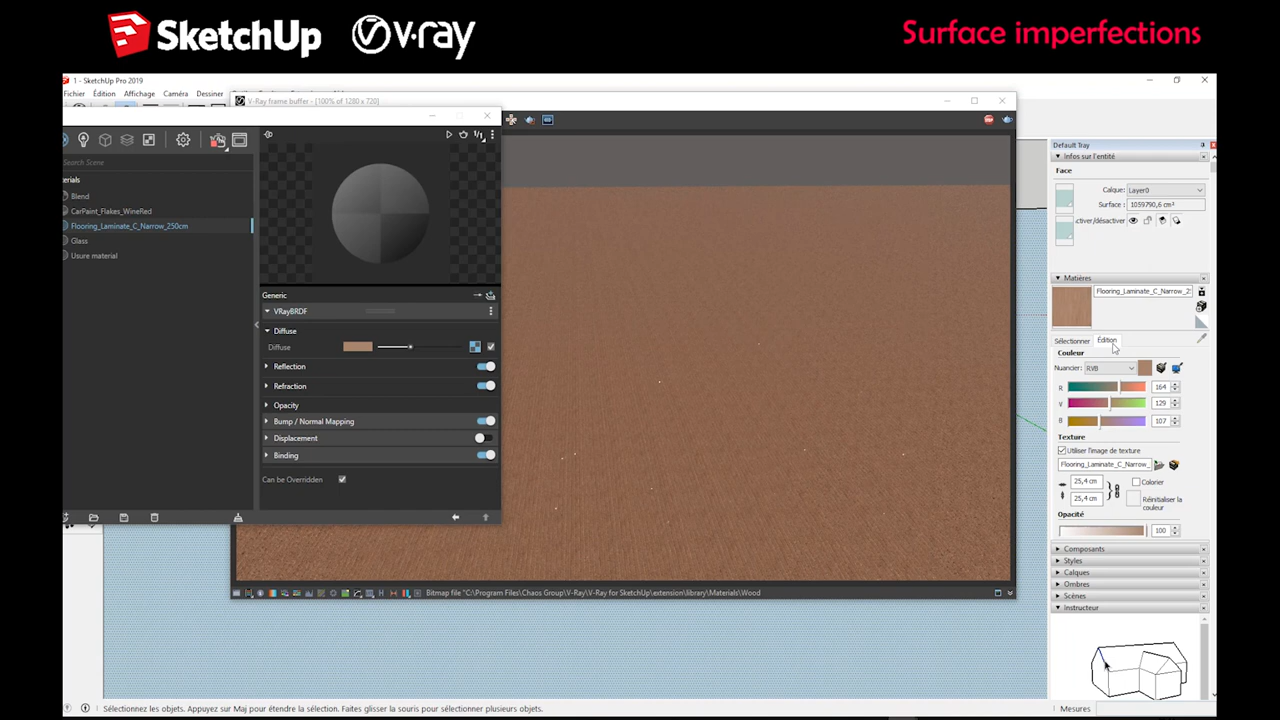 SketchUp v·ray Surface imperfections
1 - SketchUp Pro 2019
Fichier Édition Affichage Caméra Dessiner
V-Ray frame buffer - [100% of 1280 x 720]
Search Scene
Blend
CarPaint_Flakes_WineRed
Flooring_Laminate_C_Narrow_250cm
Glass
Usure material
Generic
VRayBRDF
Diffuse
Diffuse
Reflection
Refraction
Opacity
Bump / Normal Mapping
Displacement
Binding
Can be Overridden
Bitmap file "C:\Program Files\Chaos Group\V-Ray\V-Ray for SketchUp\extension\library\Materials\Wood
Default Tray
Infos sur l'entité
Face
Calque: Layer0
Surface : 1059790,6 cm²
ctiver/désactiver
Matières
Flooring_Laminate_C_Narrow_2
Sélectionner Édition
Couleur
Nuancier: RVB
R 164
V 129
B 107
Texture
Utiliser l'image de texture
Flooring_Laminate_C_Narrow_
25,4 cm Colorier
25,4 cm Réinitialiser la couleur
Opacité
100
Composants
Styles
Calques
Ombres
Scènes
Instructeur
Sélectionnez les objets. Appuyez sur Maj pour étendre la sélection. Faites glisser la souris pour sélectionner plusieurs objets.
Mesures